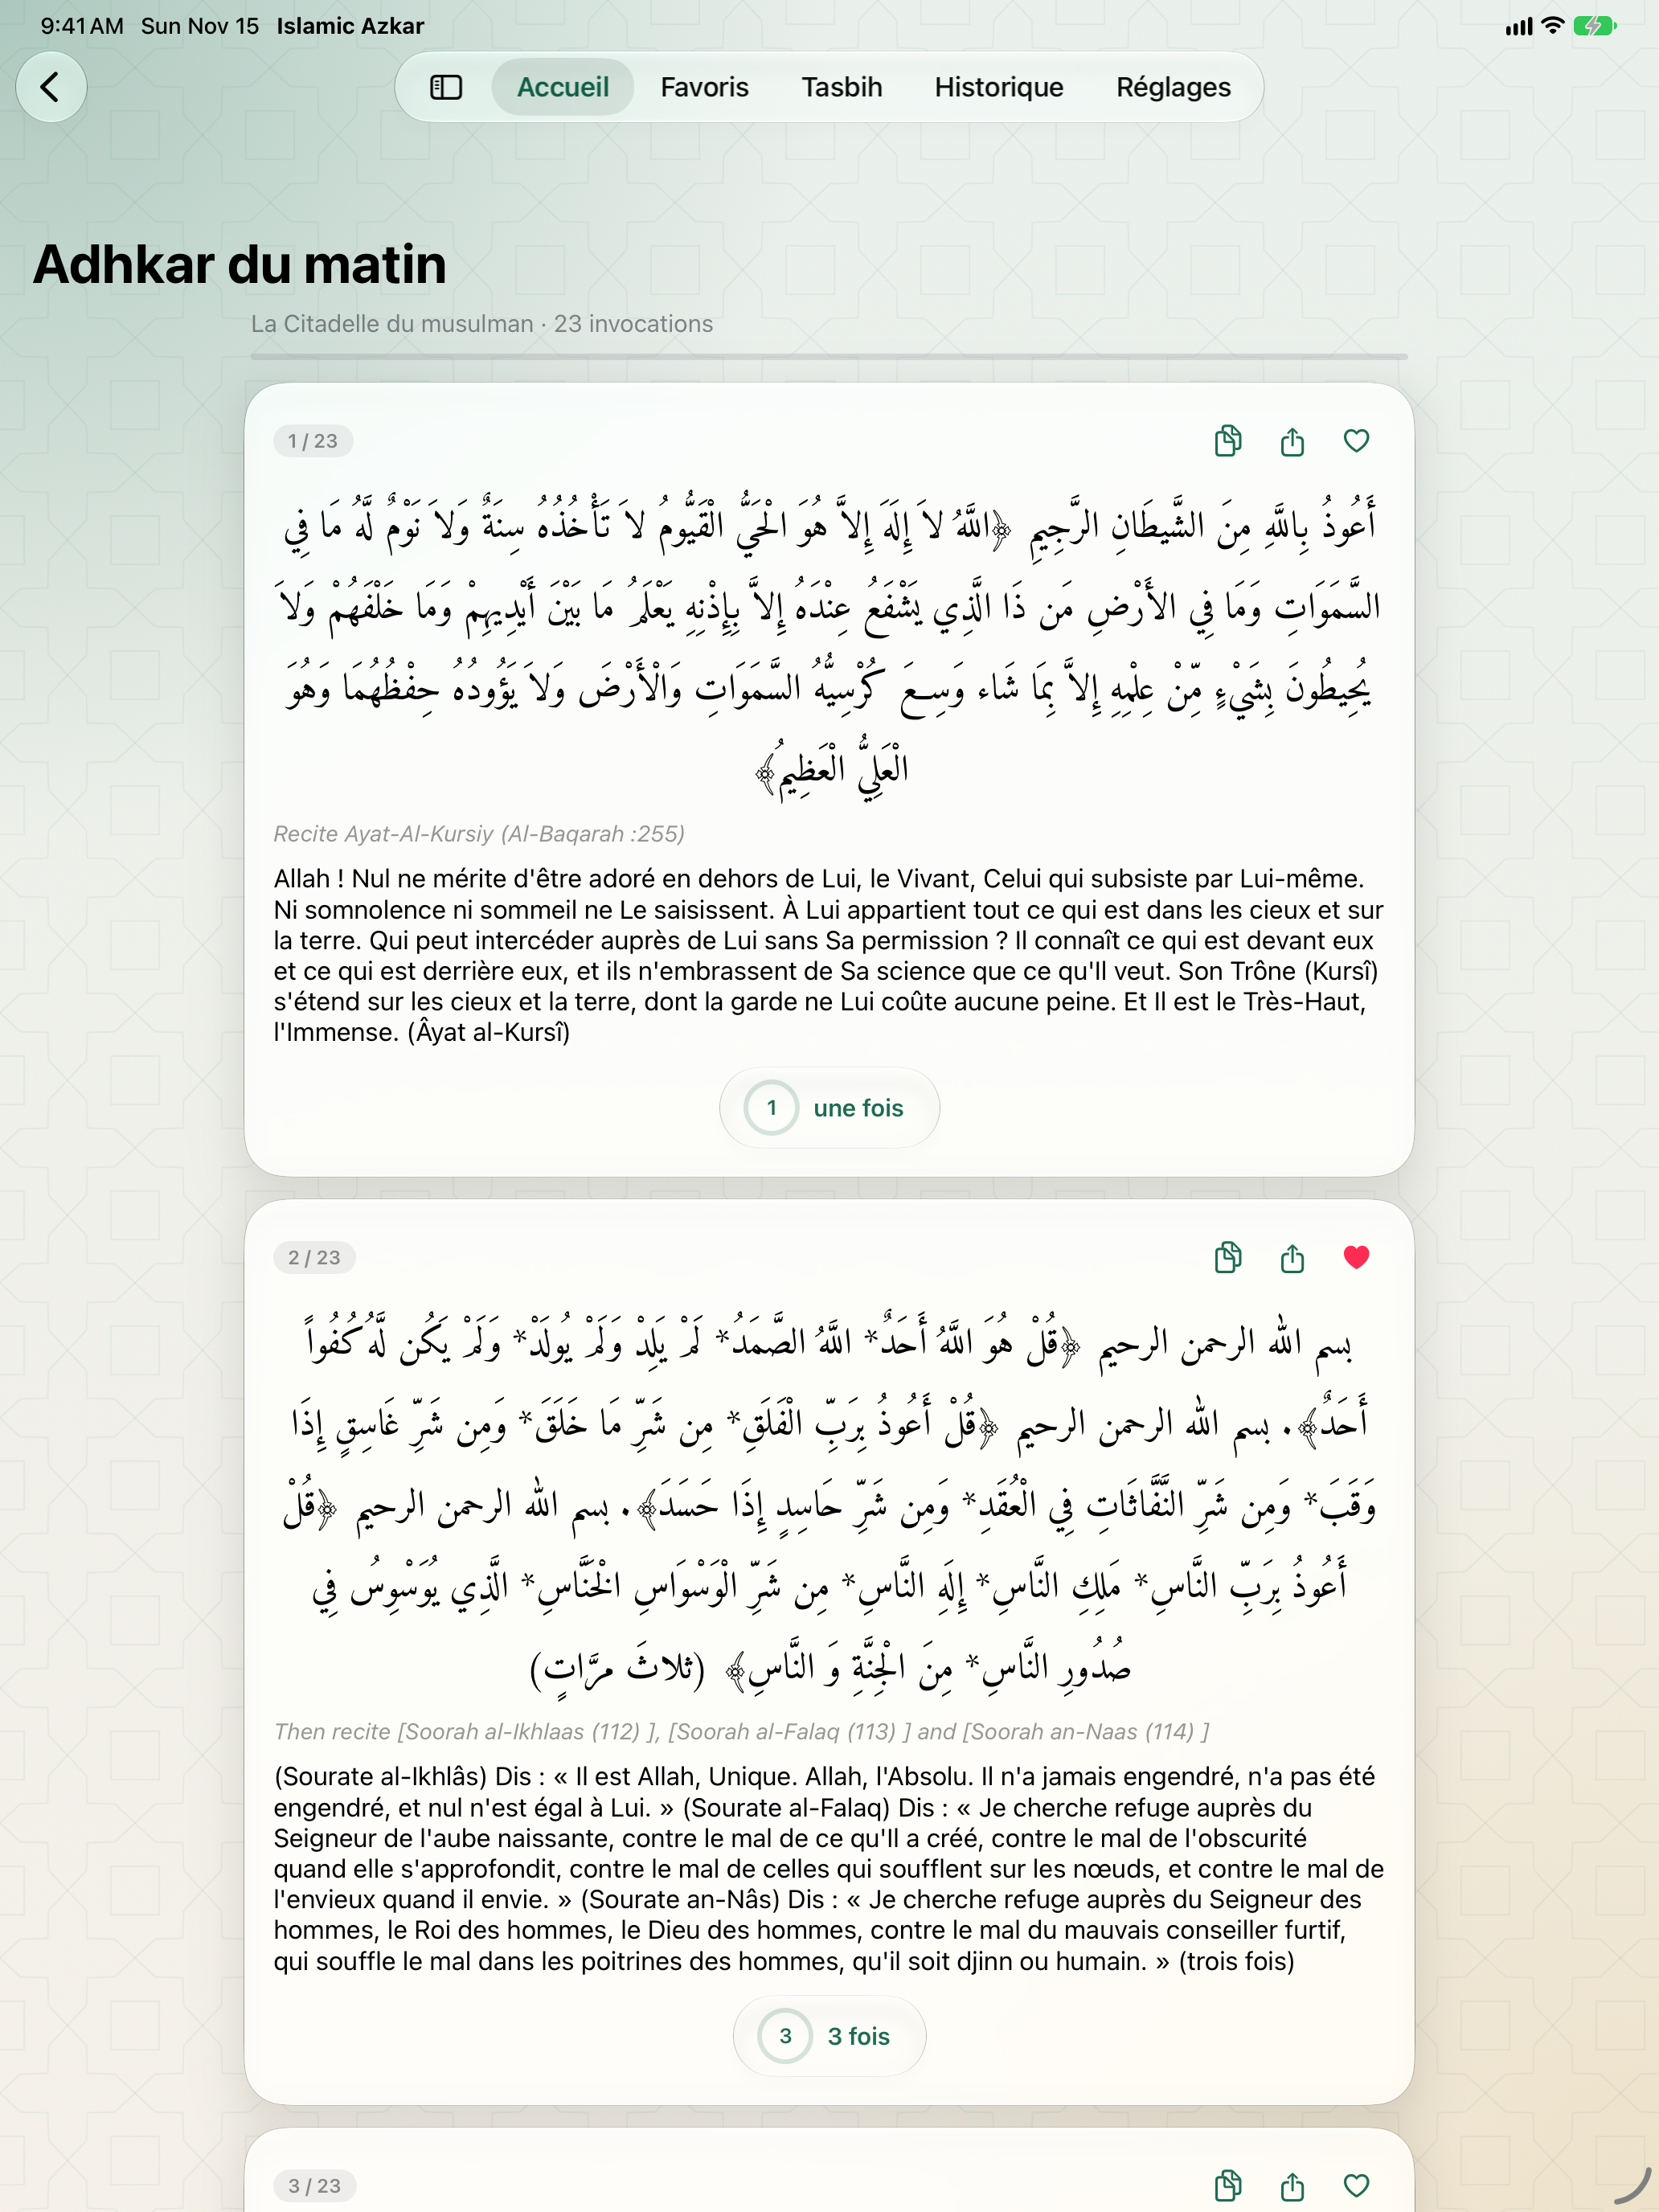 9:41 AM Sun Nov 15 Islamic Azkar
Accueil Favoris Tasbih Historique Réglages
Adhkar du matin
La Citadelle du musulman · 23 invocations
1 / 23
أَعُوذُ بِاللَّهِ مِنَ الشَّيطَانِ الرَّجِيمِ ﴿اللَّهُ لاَ إِلَهَ إِلاَّ هُوَ الْحَيُّ الْقَيُّومُ لاَ تَأْخُذُهُ سِنَةٌ وَلاَ نَوْمٌ لَّهُ مَا فِي
السَّمَوَاتِ وَمَا فِي الأَرْضِ مَن ذَا الَّذِي يَشْفَعُ عِنْدَهُ إِلاَّ بِإِذْنِهِ يَعْلَمُ مَا بَيْنَ أَيْدِيهِمْ وَمَا خَلْفَهُمْ وَلاَ
يُحِيطُونَ بِشَيْءٍ مِّنْ عِلْمِهِ إِلاَّ بِمَا شَاء وَسِعَ كُرْسِيُّهُ السَّمَوَاتِ وَالْأَرْضَ وَلاَ يَؤُودُهُ حِفْظُهُمَا وَهُوَ
الْعَلِيُّ الْعَظِيمُ﴾
Recite Ayat-Al-Kursiy (Al-Baqarah :255)
Allah ! Nul ne mérite d'être adoré en dehors de Lui, le Vivant, Celui qui subsiste par Lui-même.
Ni somnolence ni sommeil ne Le saisissent. À Lui appartient tout ce qui est dans les cieux et sur
la terre. Qui peut intercéder auprès de Lui sans Sa permission ? Il connaît ce qui est devant eux
et ce qui est derrière eux, et ils n'embrassent de Sa science que ce qu'Il veut. Son Trône (Kursî)
s'étend sur les cieux et la terre, dont la garde ne Lui coûte aucune peine. Et Il est le Très-Haut,
l'Immense. (Âyat al-Kursî)
1 une fois
2 / 23
بسم الله الرحمن الرحيم ﴿قُلْ هُوَ اللَّهُ أَحَدٌ* اللَّهُ الصَّمَدُ* لَمْ يَلِدْ وَلَمْ يُولَدْ* وَلَمْ يَكُن لَّهُ كُفُواً
أَحَدٌ﴾. بسم الله الرحمن الرحيم ﴿قُلْ أَعُوذُ بِرَبِّ الْفَلَقِ* مِن شَرِّ مَا خَلَقَ* وَمِن شَرِّ غَاسِقٍ إِذَا
وَقَبَ* وَمِن شَرِّ النَّفَّاثَاتِ فِي الْعُقَدِ* وَمِن شَرِّ حَاسِدٍ إِذَا حَسَدَ﴾. بسم الله الرحمن الرحيم ﴿قُلْ
أَعُوذُ بِرَبِّ النَّاسِ* مَلِكِ النَّاسِ* إِلَهِ النَّاسِ* مِن شَرِّ الْوَسْوَاسِ الْخَنَّاسِ* الَّذِي يُوَسْوِسُ فِي
صُدُورِ النَّاسِ* مِنَ الْجِنَّةِ وَ النَّاسِ﴾ (ثلاثَ مرَّاتٍ)
Then recite [Soorah al-Ikhlaas (112) ], [Soorah al-Falaq (113) ] and [Soorah an-Naas (114) ]
(Sourate al-Ikhlâs) Dis : « Il est Allah, Unique. Allah, l'Absolu. Il n'a jamais engendré, n'a pas été
engendré, et nul n'est égal à Lui. » (Sourate al-Falaq) Dis : « Je cherche refuge auprès du
Seigneur de l'aube naissante, contre le mal de ce qu'Il a créé, contre le mal de l'obscurité
quand elle s'approfondit, contre le mal de celles qui soufflent sur les nœuds, et contre le mal de
l'envieux quand il envie. » (Sourate an-Nâs) Dis : « Je cherche refuge auprès du Seigneur des
hommes, le Roi des hommes, le Dieu des hommes, contre le mal du mauvais conseiller furtif,
qui souffle le mal dans les poitrines des hommes, qu'il soit djinn ou humain. » (trois fois)
3 3 fois
3 / 23